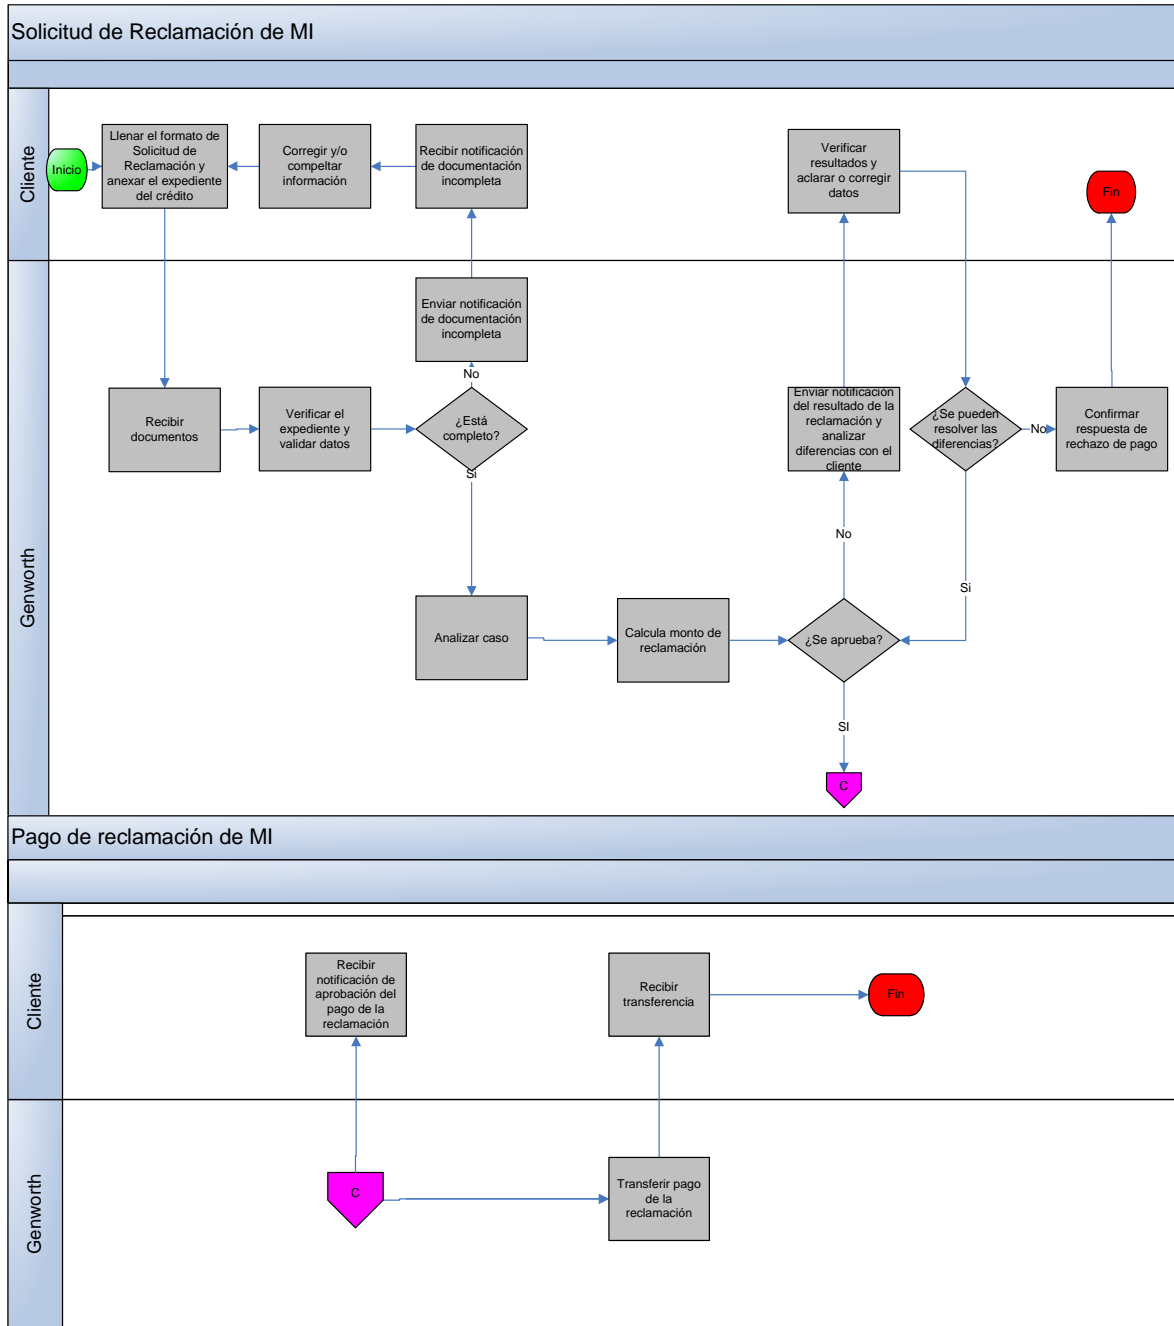 Solicitud de Reclamación de MI
Cliente
Inicio
Llenar el formato de
Solicitud de
Reclamación y
anexar el expediente
del crédito
Corregir y/o
compeltar
información
Recibir notificación
de documentación
incompleta
Verificar
resultados y
aclarar o corregir
datos
Fin
Genworth
Enviar notificación
de documentación
incompleta
No
Recibir
documentos
Verificar el
expediente y
validar datos
¿Está
completo?
Si
Enviar notificación
del resultado de la
reclamación y
analizar
diferencias con el
cliente
¿Se pueden
resolver las
diferencias?
No
Confirmar
respuesta de
rechazo de pago
No
Si
Analizar caso
Calcula monto de
reclamación
¿Se aprueba?
SI
C
Pago de reclamación de MI
Cliente
Recibir
notificación de
aprobación del
pago de la
reclamación
Recibir
transferencia
Fin
Genworth
C
Transferir pago
de la
reclamación